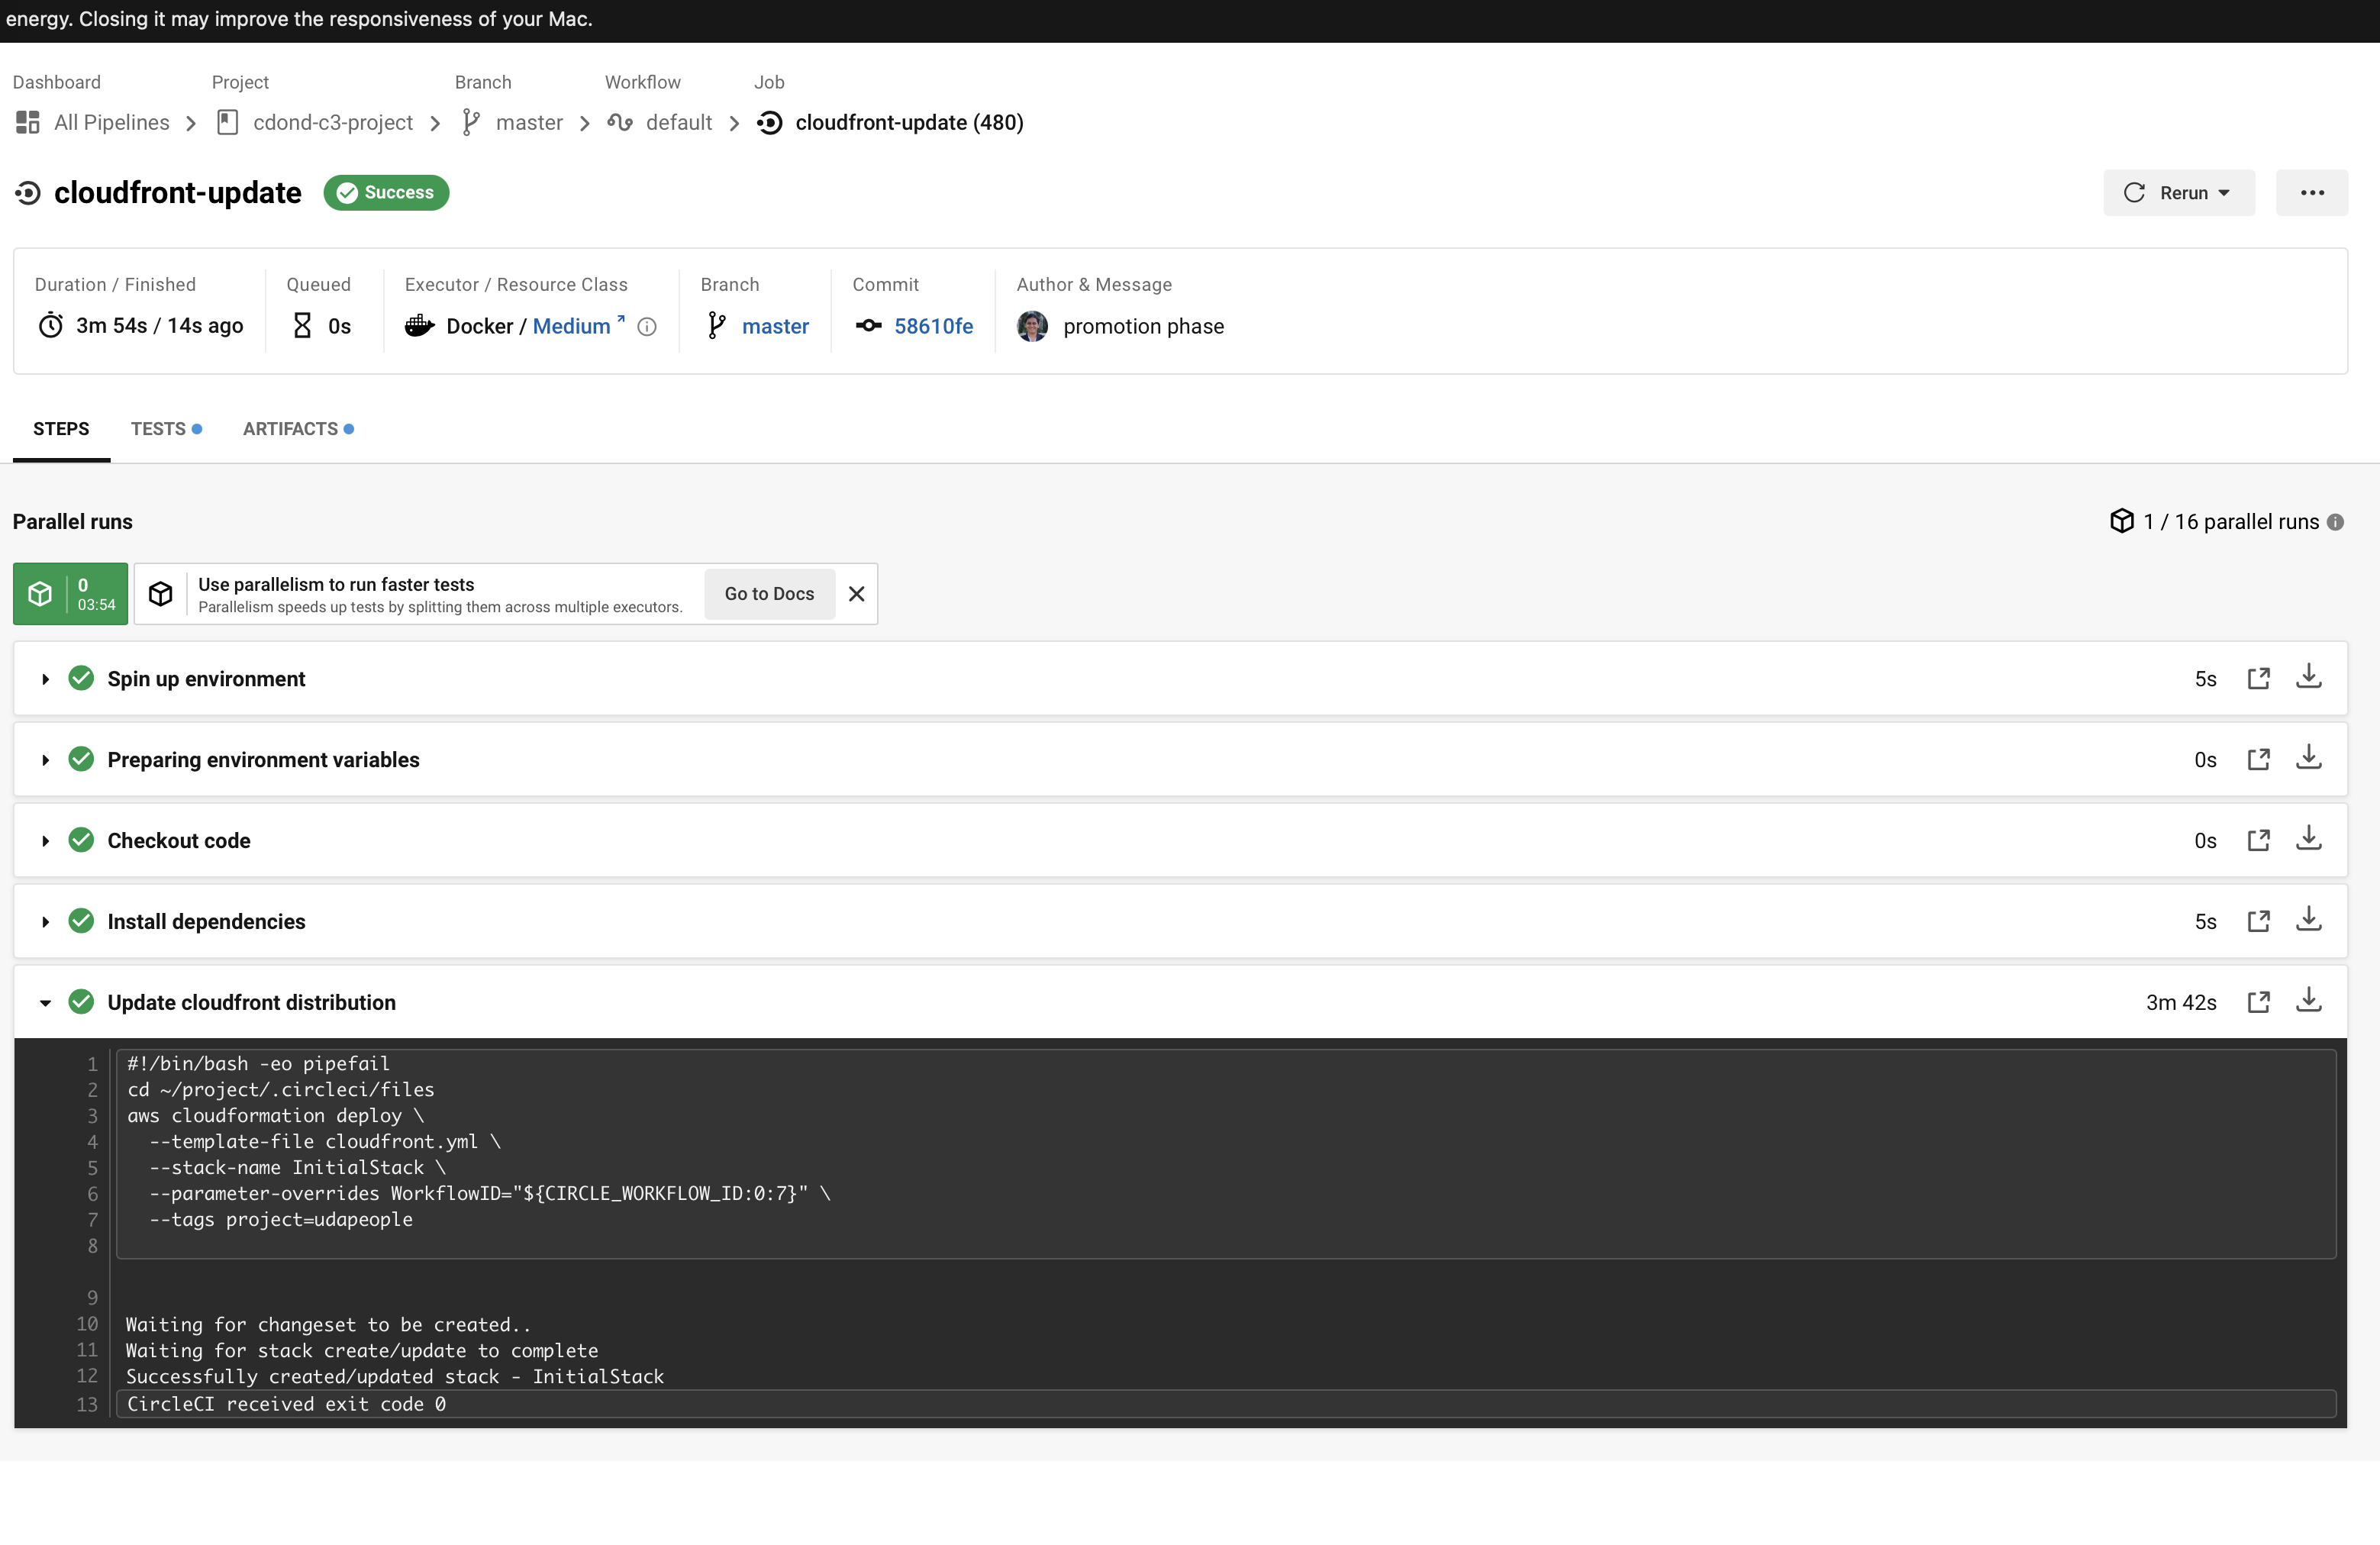 energy. Closing it may improve the responsiveness of your Mac.
Dashboard Project Branch Workflow Job
All Pipelines cdond-c3-project master default cloudfront-update (480)
cloudfront-update Success Rerun
Duration / Finished Queued Executor / Resource Class Branch Commit Author & Message
3m 54s / 14s ago 0s Docker / Medium master 58610fe promotion phase
STEPS TESTS ARTIFACTS
Parallel runs 1 / 16 parallel runs
0
03:54
Use parallelism to run faster tests
Parallelism speeds up tests by splitting them across multiple executors.
Go to Docs
Spin up environment 5s
Preparing environment variables 0s
Checkout code 0s
Install dependencies 5s
Update cloudfront distribution 3m 42s
1 #!/bin/bash -eo pipefail
2 cd ~/project/.circleci/files
3 aws cloudformation deploy \
4 --template-file cloudfront.yml \
5 --stack-name InitialStack \
6 --parameter-overrides WorkflowID="${CIRCLE_WORKFLOW_ID:0:7}" \
7 --tags project=udapeople
8
9
10 Waiting for changeset to be created..
11 Waiting for stack create/update to complete
12 Successfully created/updated stack - InitialStack
13 CircleCI received exit code 0